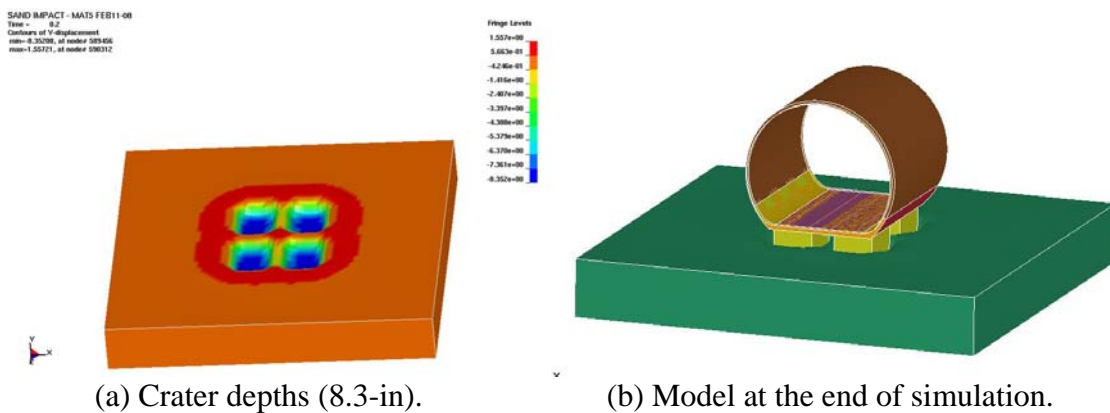 SAND IMPACT - MAT5 FEB11-08
Time = 0.2
Contours of Y-displacement
min=-8.35208, at node# 589456
max=1.55721, at node# 590312
Fringe Levels
1.557e+00
5.663e-01
-4.246e-01
-1.416e+00
-2.407e+00
-3.397e+00
-4.388e+00
-5.379e+00
-6.370e+00
-7.361e+00
-8.352e+00
Y
X
x
(a) Crater depths (8.3-in).
(b) Model at the end of simulation.